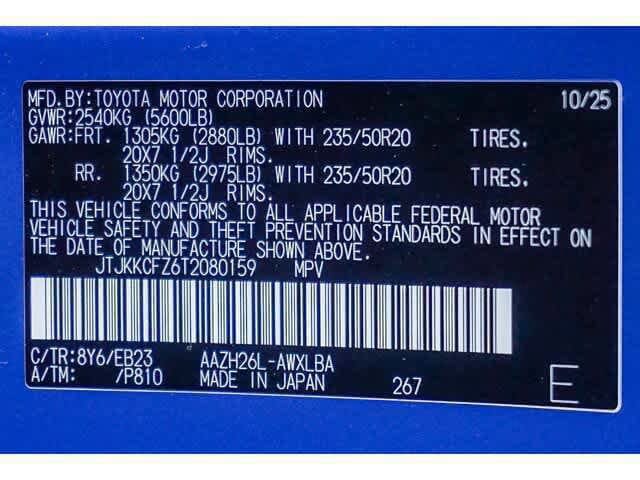 MFD.BY:TOYOTA MOTOR CORPORATION 10/25
GVWR:2540KG (5600LB)
GAWR:FRT. 1305KG (2880LB) WITH 235/50R20 TIRES.
20X7 1/2J RIMS.
RR. 1350KG (2975LB) WITH 235/50R20 TIRES.
20X7 1/2J RIMS.
THIS VEHICLE CONFORMS TO ALL APPLICABLE FEDERAL MOTOR
VEHICLE SAFETY AND THEFT PREVENTION STANDARDS IN EFFECT ON
THE DATE OF MANUFACTURE SHOWN ABOVE.
JTJKKCFZ6T2080159 MPV
C/TR:8Y6/EB23 AAZH26L-AWXLBA
A/TM: /P810 MADE IN JAPAN 267 E